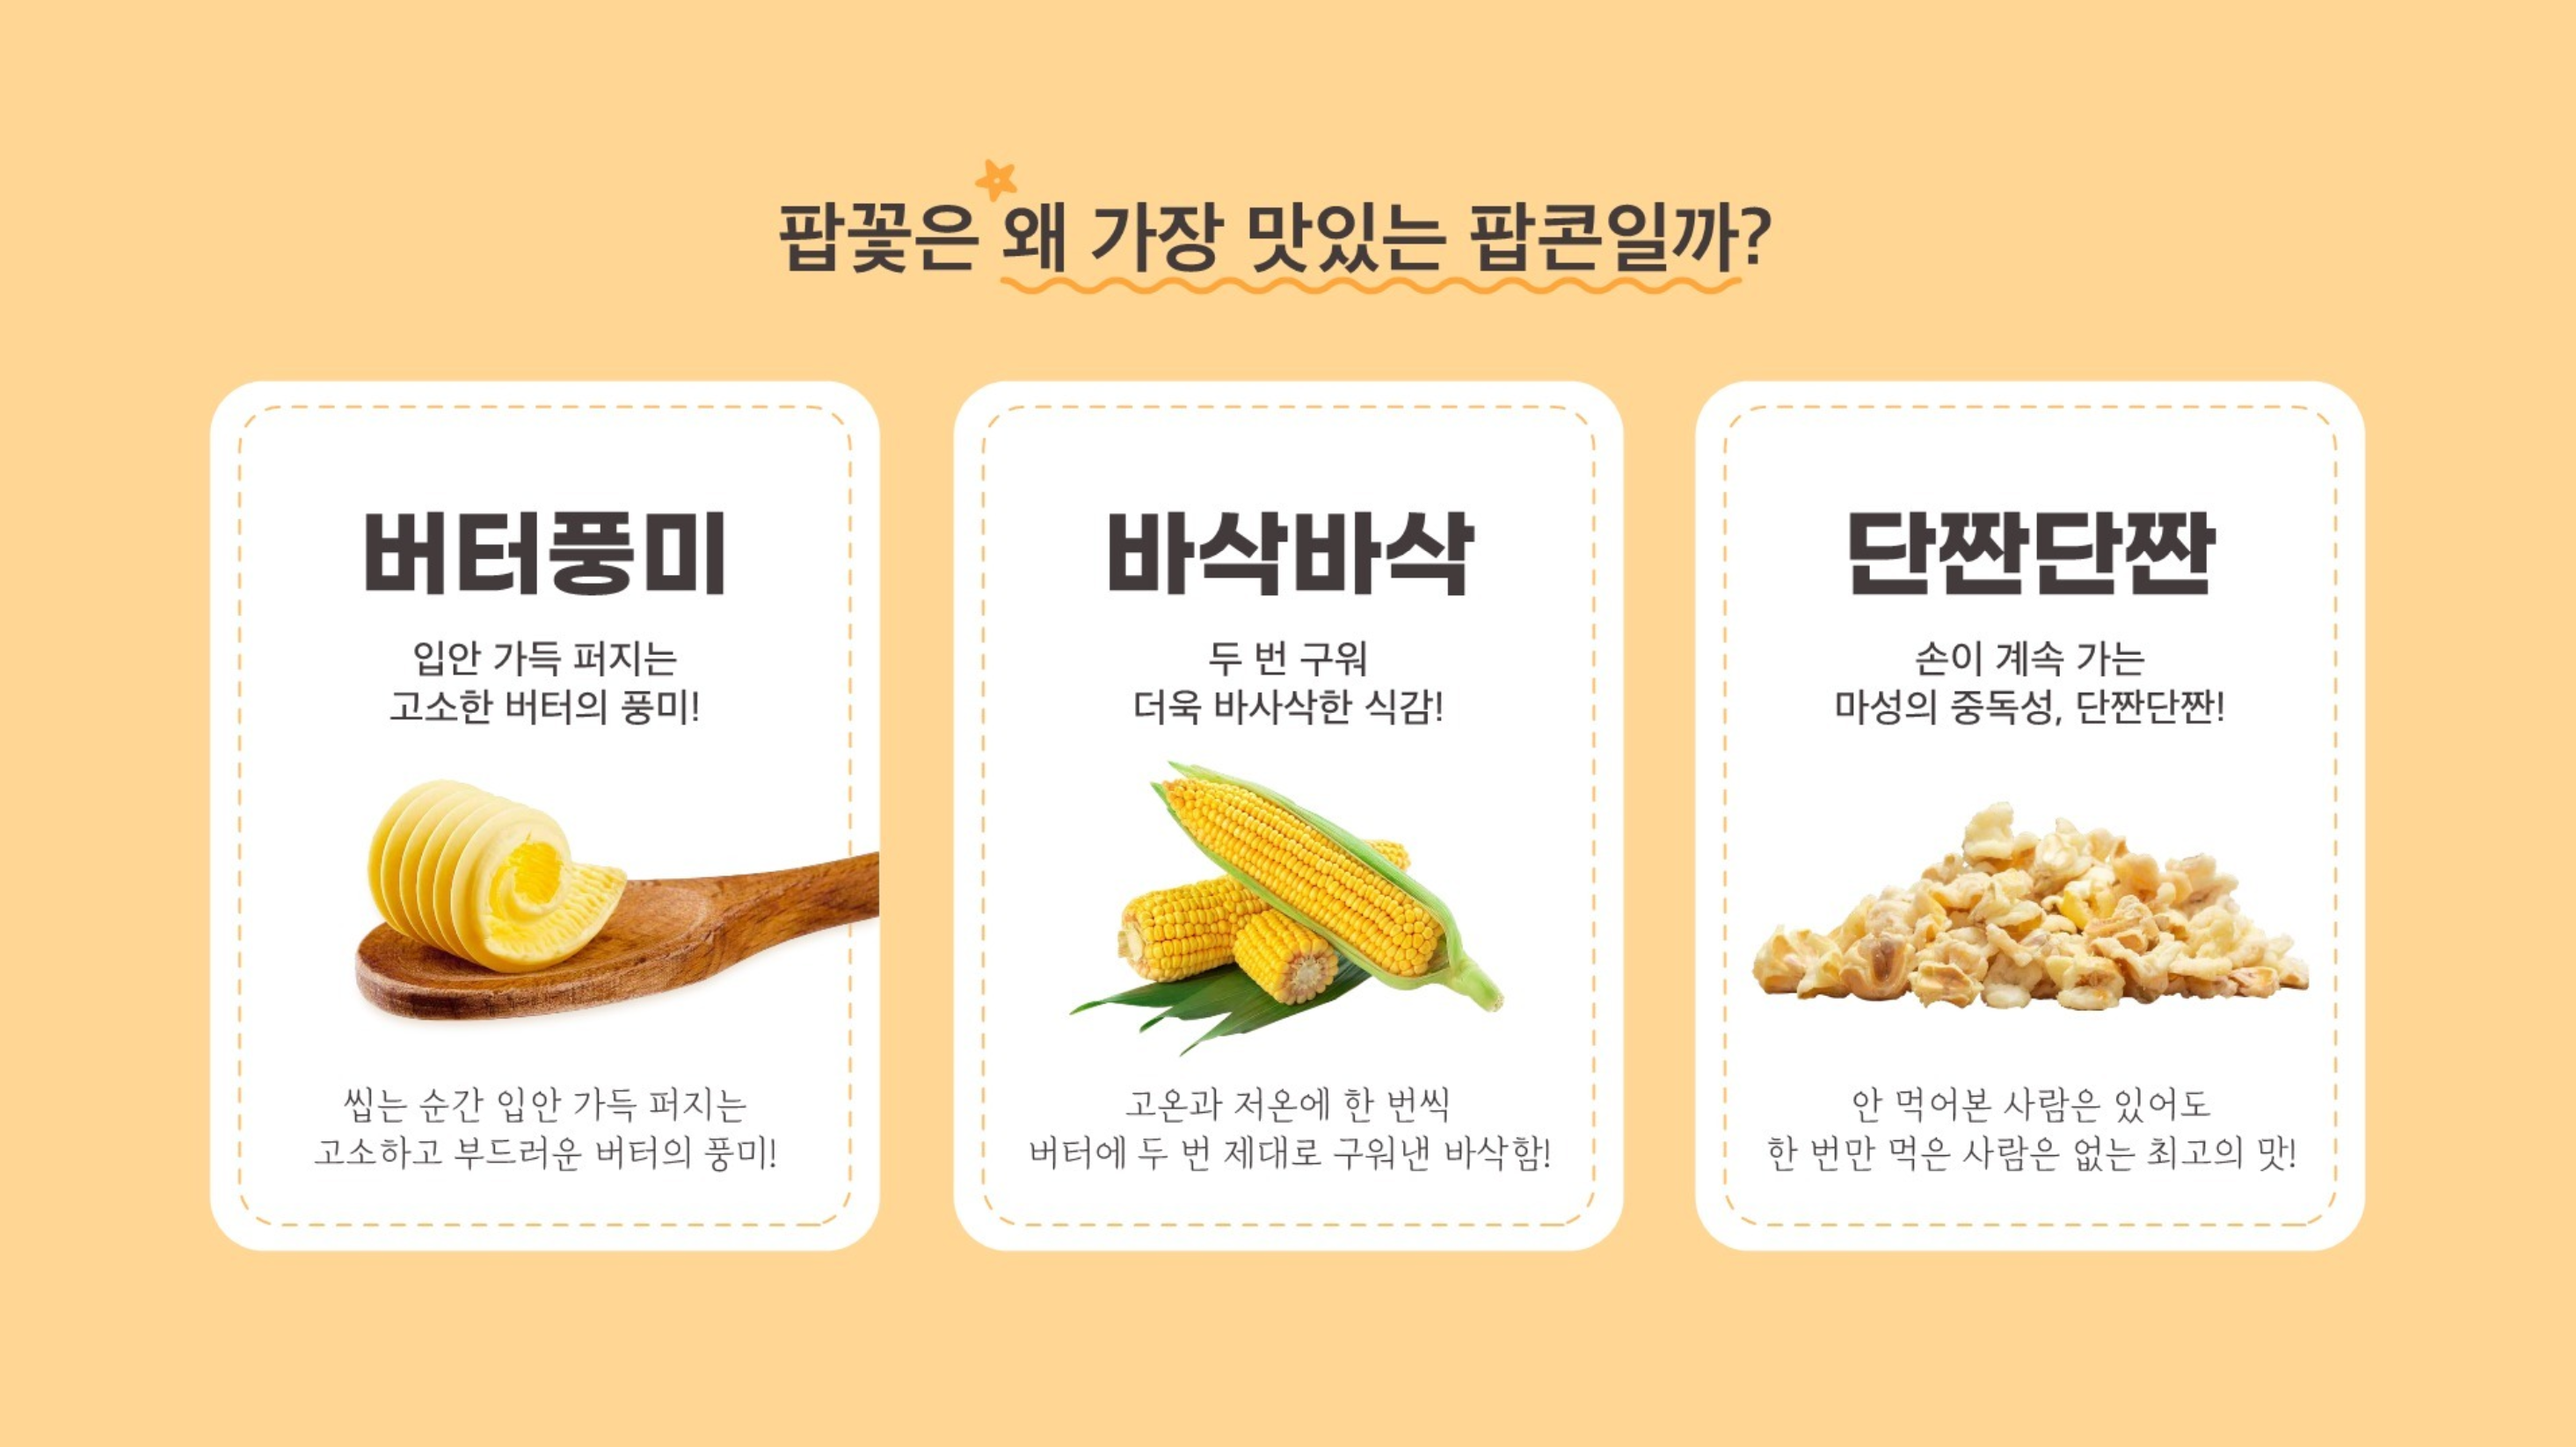 팝꽃은 왜 가장 맛있는 팝콘일까?
버터풍미
입안 가득 퍼지는
고소한 버터의 풍미!
씹는 순간 입안 가득 퍼지는
고소하고 부드러운 버터의 풍미!
바삭바삭
두 번 구워
더욱 바사삭한 식감!
고온과 저온에 한 번씩
버터에 두 번 제대로 구워낸 바삭함!
단짠단짠
손이 계속 가는
마성의 중독성, 단짠단짠!
안 먹어본 사람은 있어도
한 번만 먹은 사람은 없는 최고의 맛!